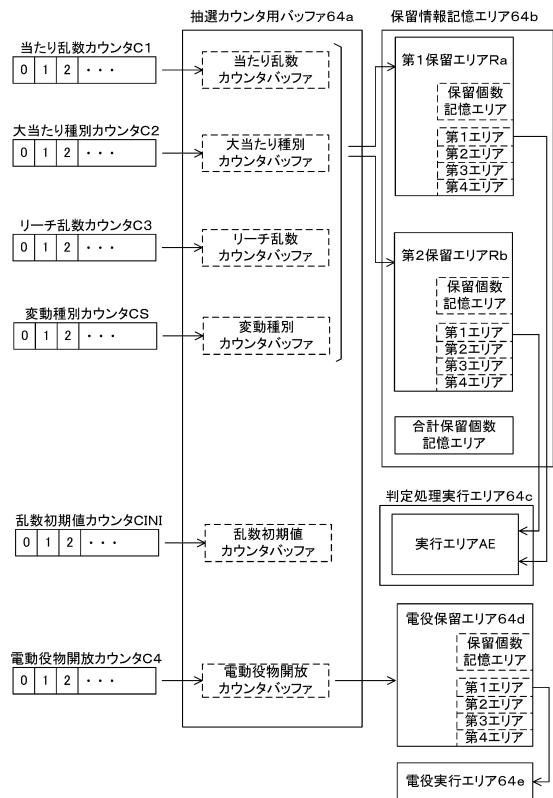 抽選カウンタ用バッファ64a
当たり乱数カウンタC1
0 1 2 ・・・
当たり乱数
カウンタバッファ
大当たり種別カウンタC2
0 1 2 ・・・
大当たり種別
カウンタバッファ
リーチ乱数カウンタC3
0 1 2 ・・・
リーチ乱数
カウンタバッファ
変動種別カウンタCS
0 1 2 ・・・
変動種別
カウンタバッファ
乱数初期値カウンタCINI
0 1 2 ・・・
乱数初期値
カウンタバッファ
電動役物開放カウンタC4
0 1 2 ・・・
電動役物開放
カウンタバッファ
保留情報記憶エリア64b
第1保留エリアRa
保留個数
記憶エリア
第1エリア
第2エリア
第3エリア
第4エリア
第2保留エリアRb
保留個数
記憶エリア
第1エリア
第2エリア
第3エリア
第4エリア
合計保留個数
記憶エリア
判定処理実行エリア64c
実行エリアAE
電役保留エリア64d
保留個数
記憶エリア
第1エリア
第2エリア
第3エリア
第4エリア
電役実行エリア64e